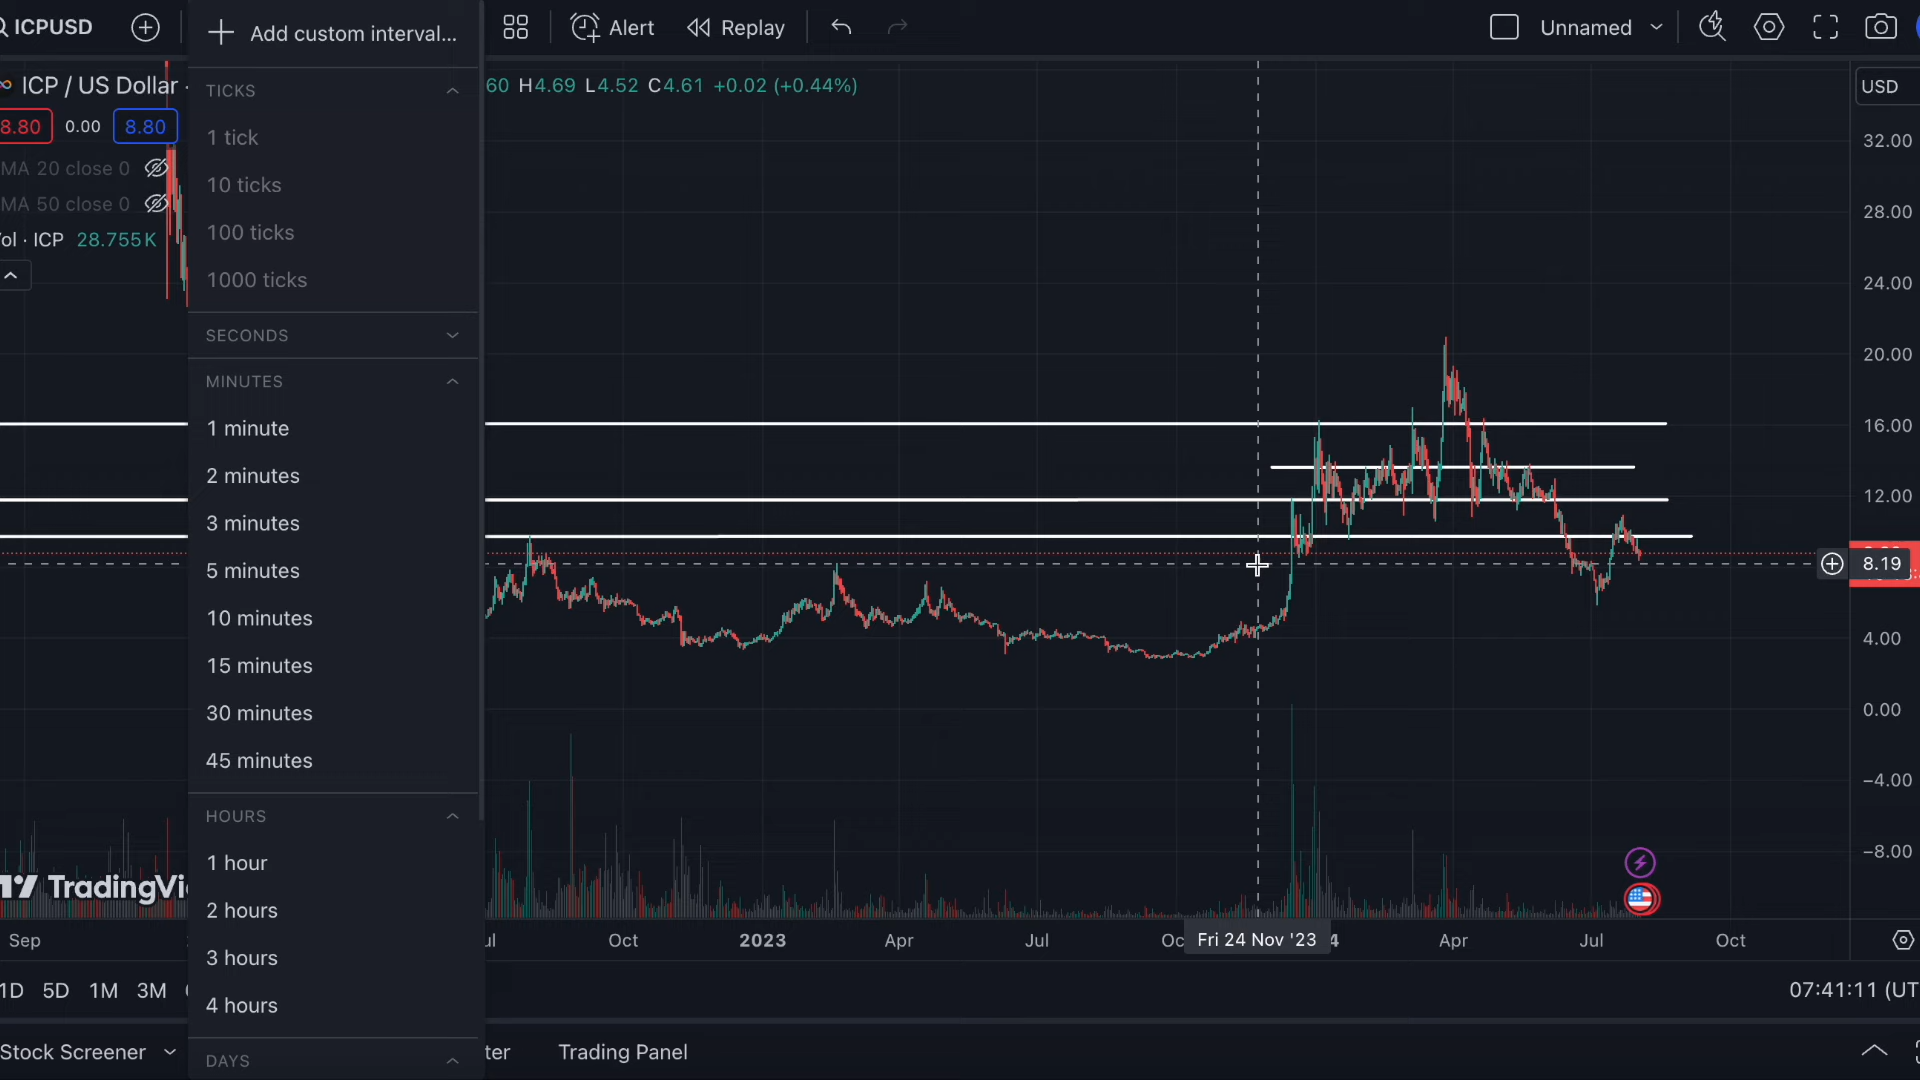 ICPUSD
Add custom interval...
Alert
Replay
Unnamed
ICP / US Dollar ·
60 H4.69 L4.52 C4.61 +0.02 (+0.44%)
USD
8.80 0.00 8.80
MA 20 close 0
MA 50 close 0
ol · ICP 28.755K
TICKS
1 tick
10 ticks
100 ticks
1000 ticks
SECONDS
MINUTES
1 minute
2 minutes
3 minutes
5 minutes
10 minutes
15 minutes
30 minutes
45 minutes
HOURS
1 hour
2 hours
3 hours
4 hours
DAYS
32.00
28.00
24.00
20.00
16.00
12.00
8.19
4.00
0.00
−4.00
−8.00
TradingVi
Sep
ul
Oct
2023
Apr
Jul
Oc
Fri 24 Nov '23
4
Apr
Jul
Oct
1D 5D 1M 3M
07:41:11 (UT
Stock Screener
ter
Trading Panel